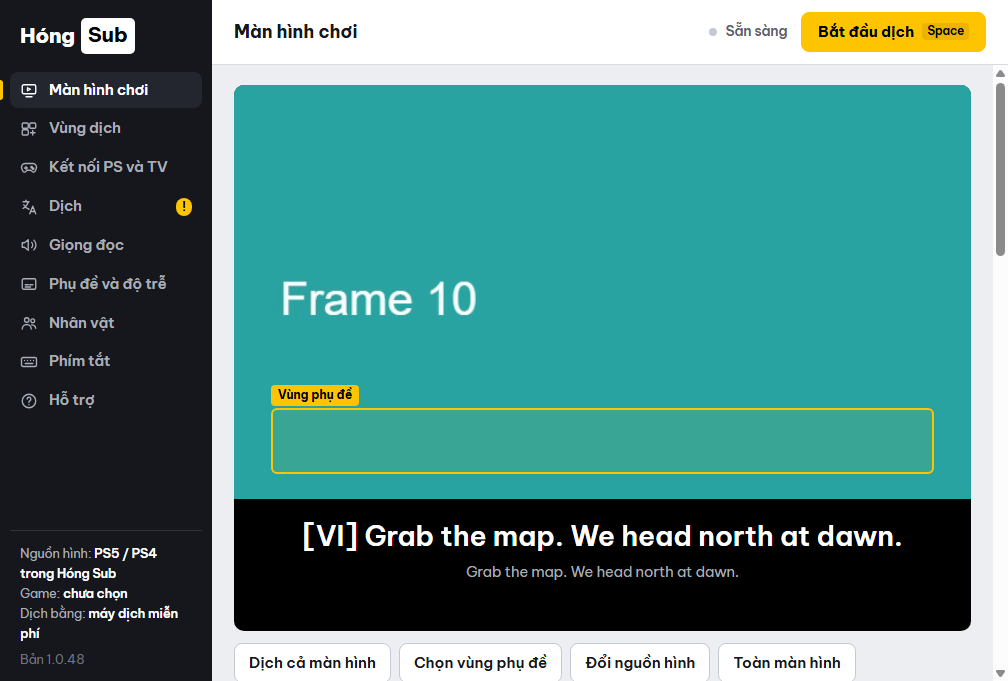 Hóng Sub
Màn hình chơi
Vùng dịch
Kết nối PS và TV
Dịch
!
Giọng đọc
Phụ đề và độ trễ
Nhân vật
Phím tắt
Hỗ trợ
Nguồn hình: PS5 / PS4
trong Hóng Sub
Game: chưa chọn
Dịch bằng: máy dịch miễn
phí
Bản 1.0.48
Màn hình chơi
Sẵn sàng
Bắt đầu dịch Space
Frame 10
Vùng phụ đề
[VI] Grab the map. We head north at dawn.
Grab the map. We head north at dawn.
Dịch cả màn hình
Chọn vùng phụ đề
Đổi nguồn hình
Toàn màn hình